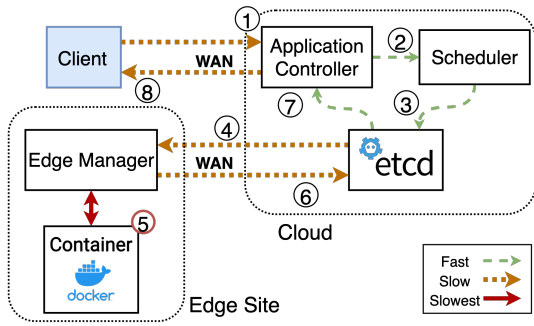 1
Client
WAN
8
Application
Controller
2
Scheduler
7
3
Edge Manager
4
WAN
6
etcd
5
Container
docker
Cloud
Edge Site
Fast
Slow
Slowest